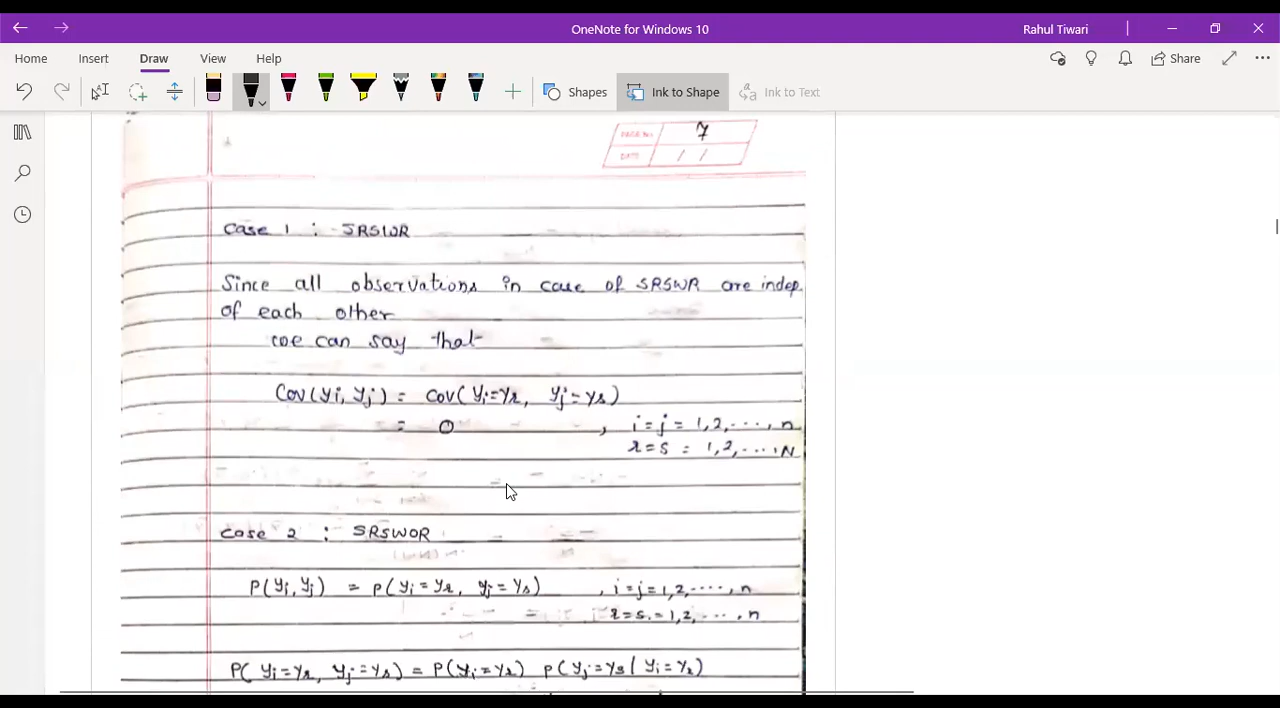 OneNote for Windows 10
Rahul Tiwari
Home Insert Draw View Help
Share
Shapes Ink to Shape Ink to Text
PAGE No. 7
DATE / /
Case 1 : SRSWR
Since all observations in case of SRSWR are indep.
of each other
we can say that
Cov(yi, yj) = Cov(yi=Yr, yj=Ys)
= 0 , i=j = 1,2,....,n
r=s = 1,2,....,N
Case 2 : SRSWOR
P(yi, yj) = P(yi=Yr, yj=Ys) , i=j=1,2,....,n
r=s.=1,2,...,n
P(yi=Yr, yj=Ys) = P(yi=Yr) P(yj=Ys | yi=Yr)